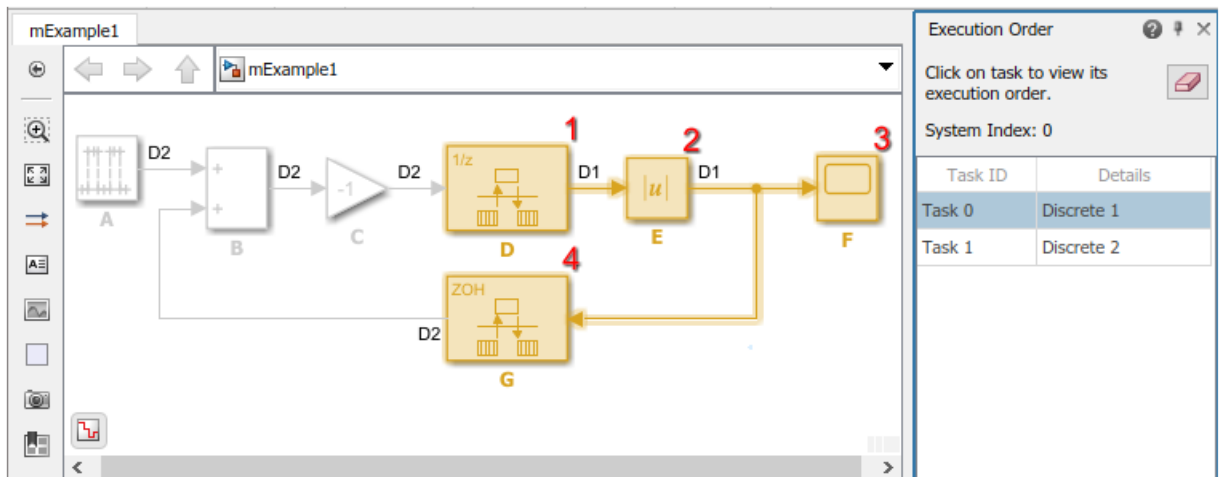 mExample1
mExample1
1
2
3
D2
D2
D2
1/z
D1
D1
-1
|u|
A
B
C
D
E
F
4
ZOH
D2
G
Execution Order
Click on task to view its
execution order.
System Index: 0
Task ID Details
Task 0 Discrete 1
Task 1 Discrete 2